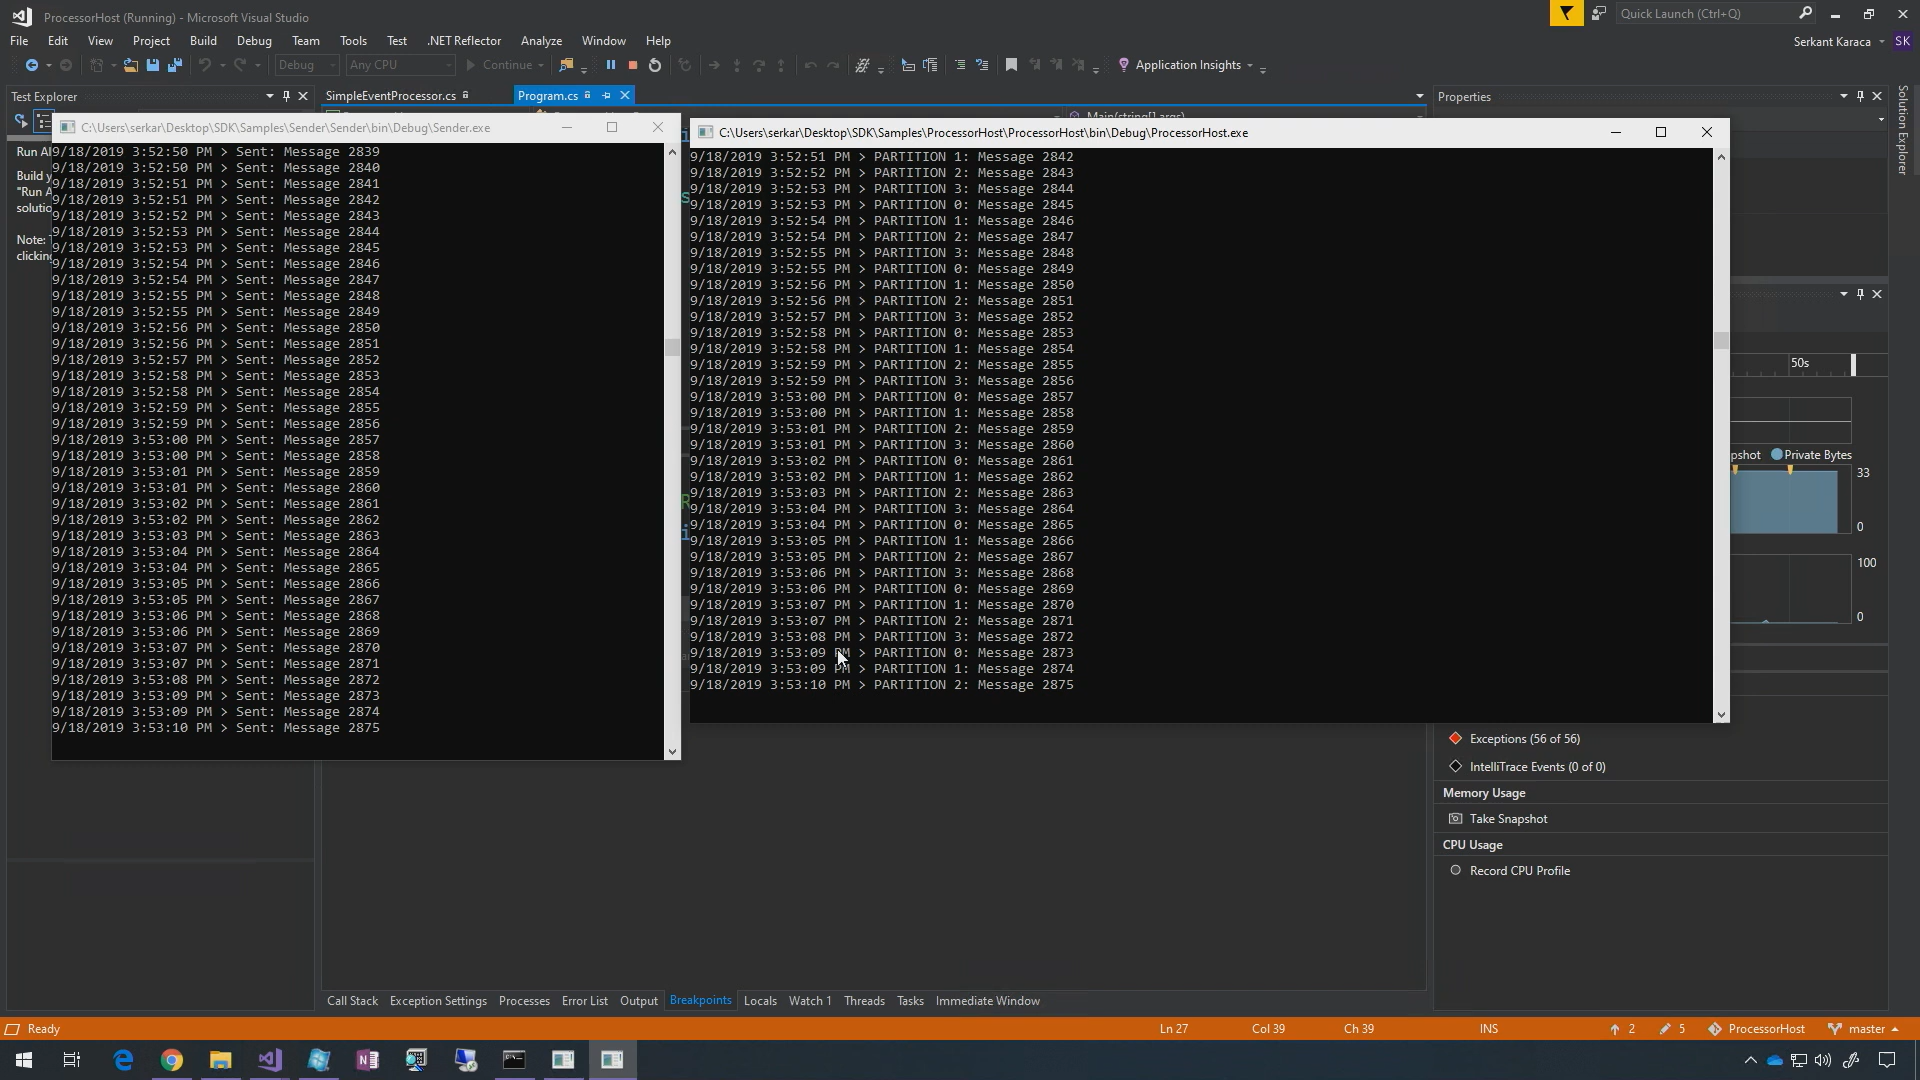 ProcessorHost (Running) - Microsoft Visual Studio
Quick Launch (Ctrl+Q)
File Edit View Project Build Debug Team Tools Test .NET Reflector Analyze Window Help
Serkant Karaca SK
Debug Any CPU Continue Application Insights
Test Explorer
SimpleEventProcessor.cs Program.cs
Properties
Solution Explorer
Main(string[] args)
Run Al
Build y
"Run A
solutio
Note:
clickin
C:\Users\serkar\Desktop\SDK\Samples\Sender\Sender\bin\Debug\Sender.exe
9/18/2019 3:52:50 PM > Sent: Message 2839
9/18/2019 3:52:50 PM > Sent: Message 2840
9/18/2019 3:52:51 PM > Sent: Message 2841
9/18/2019 3:52:51 PM > Sent: Message 2842
9/18/2019 3:52:52 PM > Sent: Message 2843
9/18/2019 3:52:53 PM > Sent: Message 2844
9/18/2019 3:52:53 PM > Sent: Message 2845
9/18/2019 3:52:54 PM > Sent: Message 2846
9/18/2019 3:52:54 PM > Sent: Message 2847
9/18/2019 3:52:55 PM > Sent: Message 2848
9/18/2019 3:52:55 PM > Sent: Message 2849
9/18/2019 3:52:56 PM > Sent: Message 2850
9/18/2019 3:52:56 PM > Sent: Message 2851
9/18/2019 3:52:57 PM > Sent: Message 2852
9/18/2019 3:52:58 PM > Sent: Message 2853
9/18/2019 3:52:58 PM > Sent: Message 2854
9/18/2019 3:52:59 PM > Sent: Message 2855
9/18/2019 3:52:59 PM > Sent: Message 2856
9/18/2019 3:53:00 PM > Sent: Message 2857
9/18/2019 3:53:00 PM > Sent: Message 2858
9/18/2019 3:53:01 PM > Sent: Message 2859
9/18/2019 3:53:01 PM > Sent: Message 2860
9/18/2019 3:53:02 PM > Sent: Message 2861
9/18/2019 3:53:02 PM > Sent: Message 2862
9/18/2019 3:53:03 PM > Sent: Message 2863
9/18/2019 3:53:04 PM > Sent: Message 2864
9/18/2019 3:53:04 PM > Sent: Message 2865
9/18/2019 3:53:05 PM > Sent: Message 2866
9/18/2019 3:53:05 PM > Sent: Message 2867
9/18/2019 3:53:06 PM > Sent: Message 2868
9/18/2019 3:53:06 PM > Sent: Message 2869
9/18/2019 3:53:07 PM > Sent: Message 2870
9/18/2019 3:53:07 PM > Sent: Message 2871
9/18/2019 3:53:08 PM > Sent: Message 2872
9/18/2019 3:53:09 PM > Sent: Message 2873
9/18/2019 3:53:09 PM > Sent: Message 2874
9/18/2019 3:53:10 PM > Sent: Message 2875
C:\Users\serkar\Desktop\SDK\Samples\ProcessorHost\ProcessorHost\bin\Debug\ProcessorHost.exe
9/18/2019 3:52:51 PM > PARTITION 1: Message 2842
9/18/2019 3:52:52 PM > PARTITION 2: Message 2843
9/18/2019 3:52:53 PM > PARTITION 3: Message 2844
9/18/2019 3:52:53 PM > PARTITION 0: Message 2845
9/18/2019 3:52:54 PM > PARTITION 1: Message 2846
9/18/2019 3:52:54 PM > PARTITION 2: Message 2847
9/18/2019 3:52:55 PM > PARTITION 3: Message 2848
9/18/2019 3:52:55 PM > PARTITION 0: Message 2849
9/18/2019 3:52:56 PM > PARTITION 1: Message 2850
9/18/2019 3:52:56 PM > PARTITION 2: Message 2851
9/18/2019 3:52:57 PM > PARTITION 3: Message 2852
9/18/2019 3:52:58 PM > PARTITION 0: Message 2853
9/18/2019 3:52:58 PM > PARTITION 1: Message 2854
9/18/2019 3:52:59 PM > PARTITION 2: Message 2855
9/18/2019 3:52:59 PM > PARTITION 3: Message 2856
9/18/2019 3:53:00 PM > PARTITION 0: Message 2857
9/18/2019 3:53:00 PM > PARTITION 1: Message 2858
9/18/2019 3:53:01 PM > PARTITION 2: Message 2859
9/18/2019 3:53:01 PM > PARTITION 3: Message 2860
9/18/2019 3:53:02 PM > PARTITION 0: Message 2861
9/18/2019 3:53:02 PM > PARTITION 1: Message 2862
9/18/2019 3:53:03 PM > PARTITION 2: Message 2863
9/18/2019 3:53:04 PM > PARTITION 3: Message 2864
9/18/2019 3:53:04 PM > PARTITION 0: Message 2865
9/18/2019 3:53:05 PM > PARTITION 1: Message 2866
9/18/2019 3:53:05 PM > PARTITION 2: Message 2867
9/18/2019 3:53:06 PM > PARTITION 3: Message 2868
9/18/2019 3:53:06 PM > PARTITION 0: Message 2869
9/18/2019 3:53:07 PM > PARTITION 1: Message 2870
9/18/2019 3:53:07 PM > PARTITION 2: Message 2871
9/18/2019 3:53:08 PM > PARTITION 3: Message 2872
9/18/2019 3:53:09 PM > PARTITION 0: Message 2873
9/18/2019 3:53:09 PM > PARTITION 1: Message 2874
9/18/2019 3:53:10 PM > PARTITION 2: Message 2875
50s
pshot Private Bytes
33
0
100
0
Exceptions (56 of 56)
IntelliTrace Events (0 of 0)
Memory Usage
Take Snapshot
CPU Usage
Record CPU Profile
Call Stack Exception Settings Processes Error List Output Breakpoints Locals Watch 1 Threads Tasks Immediate Window
Ready Ln 27 Col 39 Ch 39 INS 2 5 ProcessorHost master